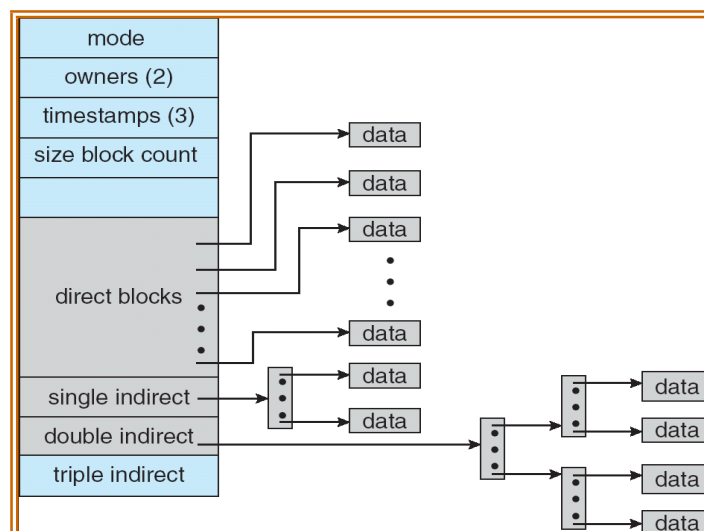 mode
owners (2)
timestamps (3)
size block count
direct blocks
single indirect
double indirect
triple indirect
data
data
data
data
data
data
data
data
data
data